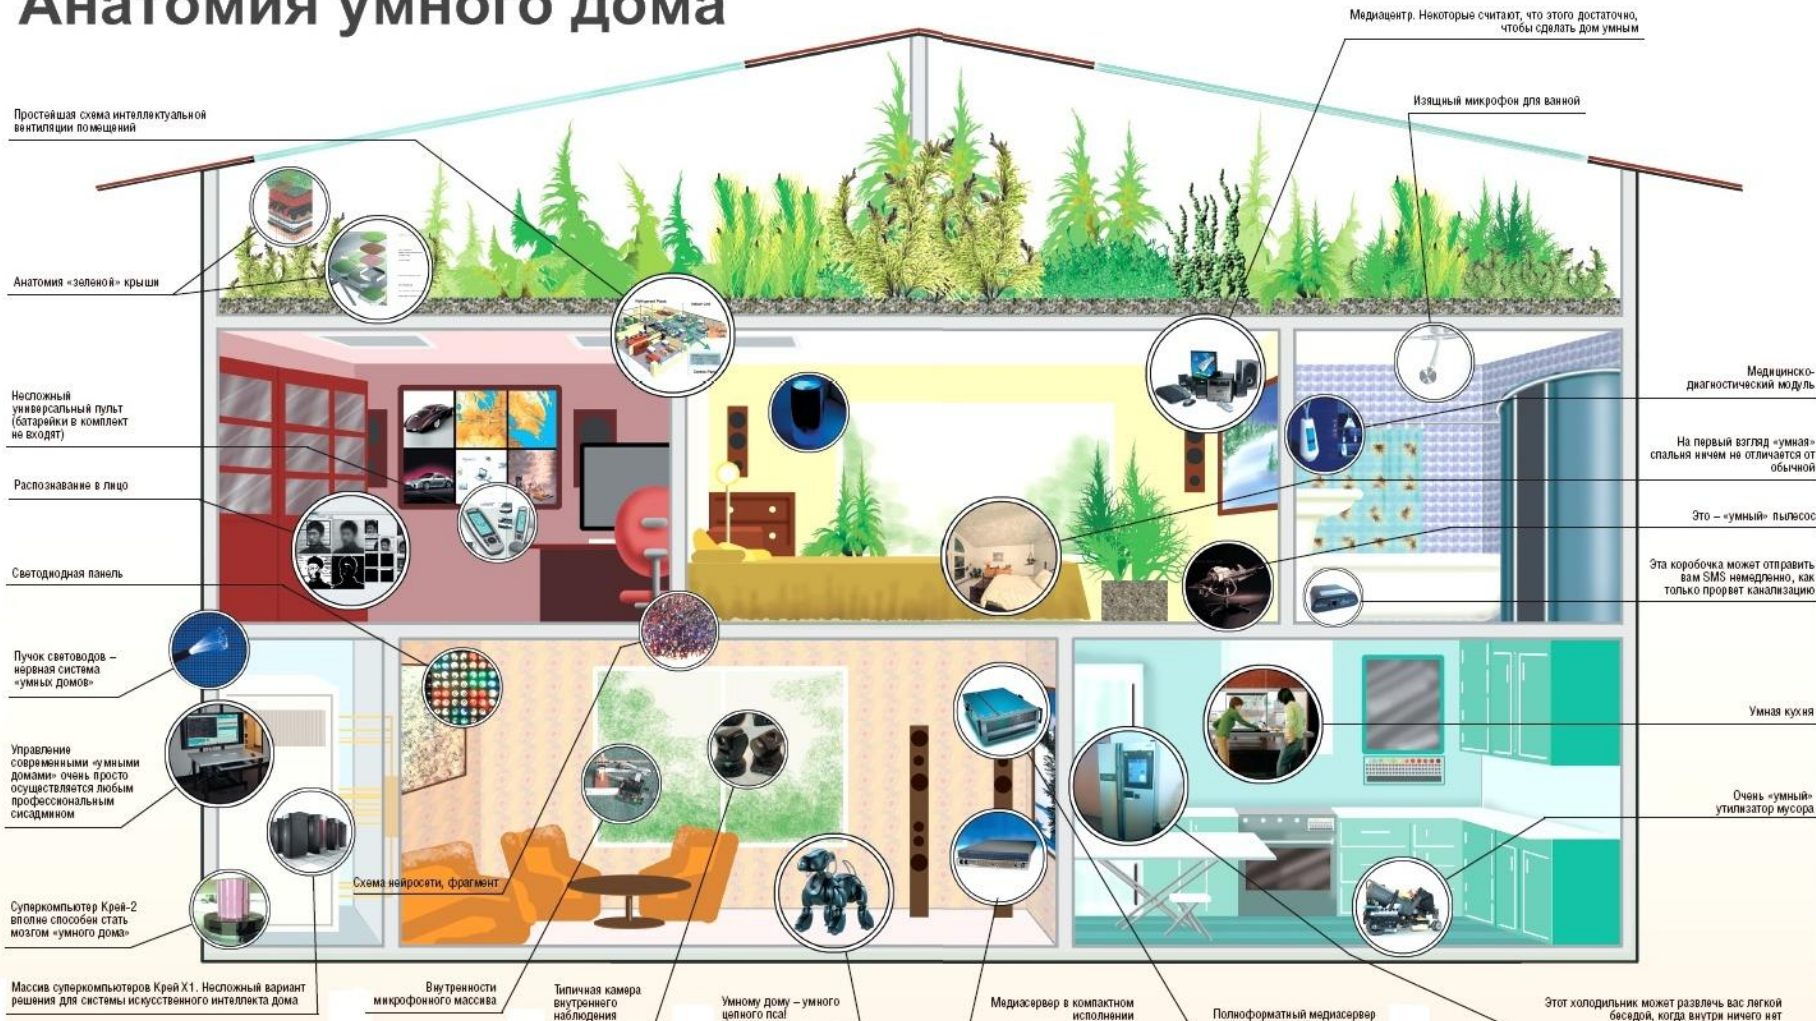 Анатомия умного дома
Медиацентр. Некоторые считают, что этого достаточно,
чтобы сделать дом умным
Изящный микрофон для ванной
Простейшая схема интеллектуальной
вентиляции помещений
Анатомия «зеленой» крыши
Несложный
универсальный пульт
(батарейки в комплект
не входят)
Распознавание в лицо
Светодиодная панель
Пучок световодов –
нервная система
«умных домов»
Управление
современными «умными
домами» очень просто
осуществляется любым
профессиональным
сисадмином
Суперкомпьютер Крей-2
вполне способен стать
мозгом «умного дома»
Массив суперкомпьютеров Крей X1. Несложный вариант
решения для системы искусственного интеллекта дома
Схема нейросети, фрагмент
Внутренности
микрофонного массива
Типичная камера
внутреннего
наблюдения
Умному дому – умного
цепного пса!
Медиасервер в компактном
исполнении
Полноформатный медиасервер
Этот холодильник может развлечь вас легкой
беседой, когда внутри ничего нет
Медицинско-
диагностический модуль
На первый взгляд «умная»
спальня ничем не отличается от
обычной
Это – «умный» пылесос
Эта коробочка может отправить
вам SMS немедленно, как
только прорвет канализацию
Умная кухня
Очень «умный»
утилизатор мусора